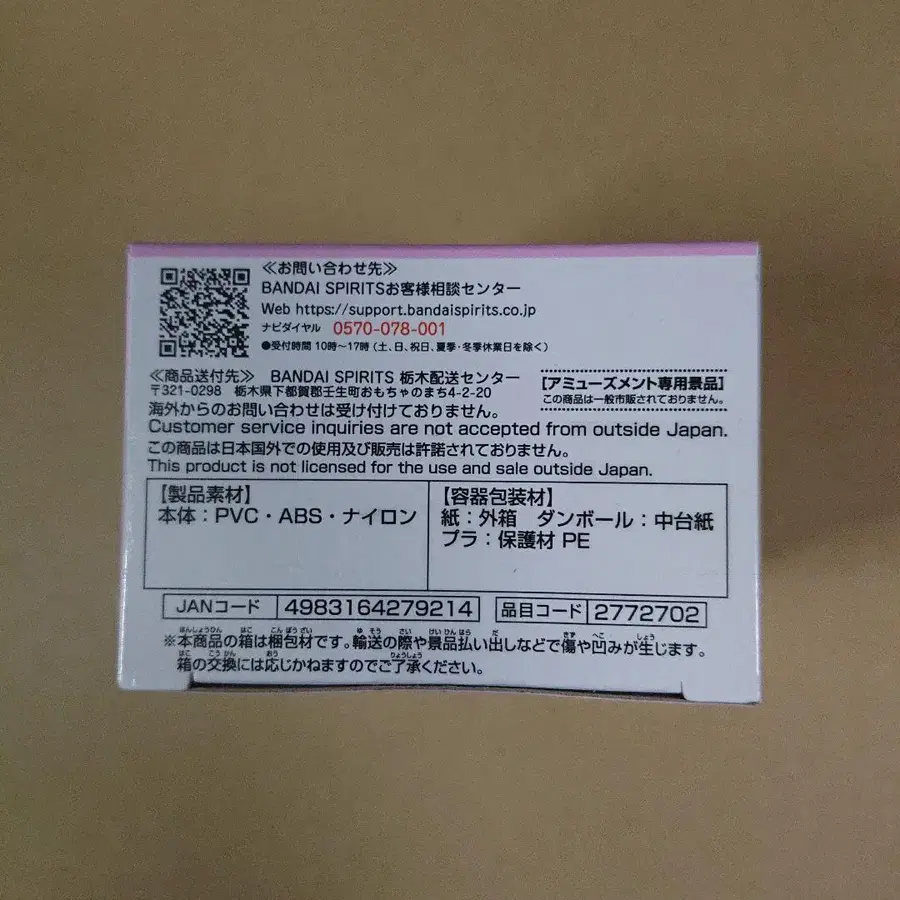 ≪お問い合わせ先≫
BANDAI SPIRITSお客様相談センター
Web https://support.bandaispirits.co.jp
ナビダイヤル 0570-078-001
●受付時間 10時～17時(土、日、祝日、夏季・冬季休業日を除く)
≪商品送付先≫ BANDAI SPIRITS 栃木配送センター
〒321-0298 栃木県下都賀郡壬生町おもちゃのまち4-2-20
【アミューズメント専用景品】
この商品は一般市販されておりません。
海外からのお問い合わせは受け付けておりません。
Customer service inquiries are not accepted from outside Japan.
この商品は日本国外での使用及び販売は許諾されておりません。
This product is not licensed for the use and sale outside Japan.
【製品素材】
本体：PVC・ABS・ナイロン
【容器包装材】
紙：外箱 ダンボール：中台紙
プラ：保護材 PE
JANコード 4983164279214 品目コード 2772702
※本商品の箱は梱包材です。輸送の際や景品払い出しなどで傷や凹みが生じます。
箱の交換には応じかねますのでご了承ください。